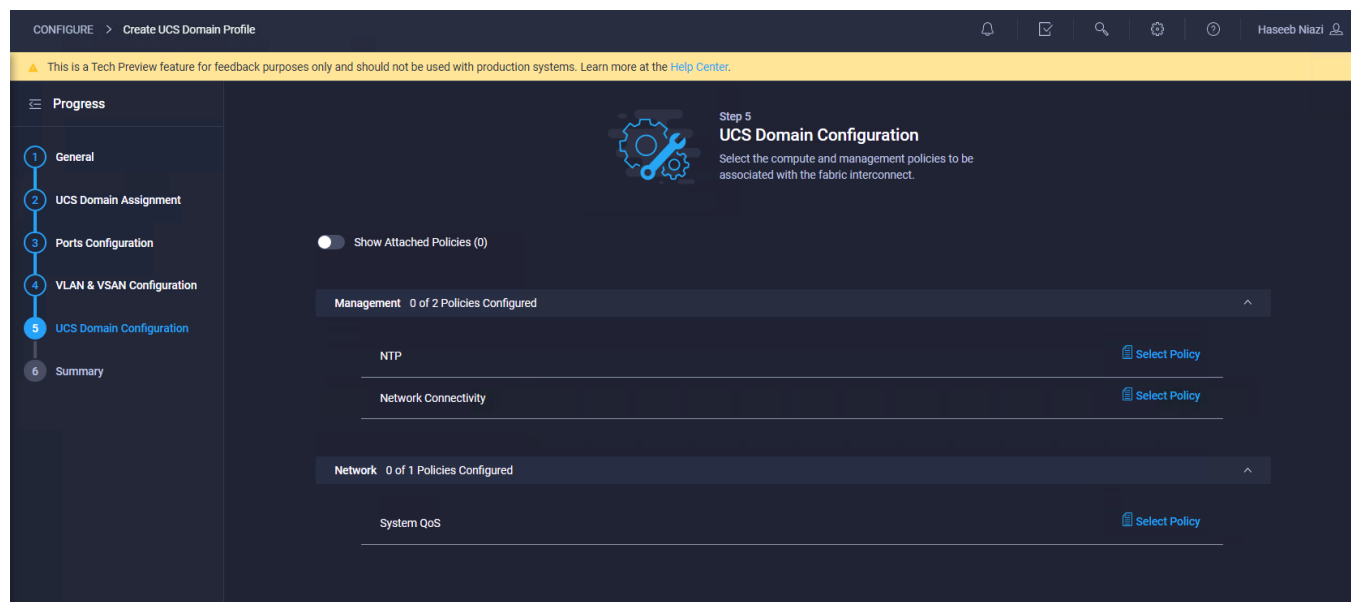 CONFIGURE > Create UCS Domain Profile
Haseeb Niazi
This is a Tech Preview feature for feedback purposes only and should not be used with production systems. Learn more at the Help Center.
Progress
1 General
2 UCS Domain Assignment
3 Ports Configuration
4 VLAN & VSAN Configuration
5 UCS Domain Configuration
6 Summary
Step 5
UCS Domain Configuration
Select the compute and management policies to be
associated with the fabric interconnect.
Show Attached Policies (0)
Management 0 of 2 Policies Configured
NTP Select Policy
Network Connectivity Select Policy
Network 0 of 1 Policies Configured
System QoS Select Policy